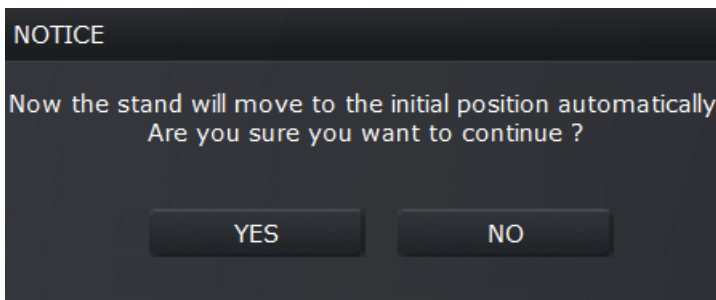 NOTICE
Now the stand will move to the initial position automatically
Are you sure you want to continue ?
YES
NO